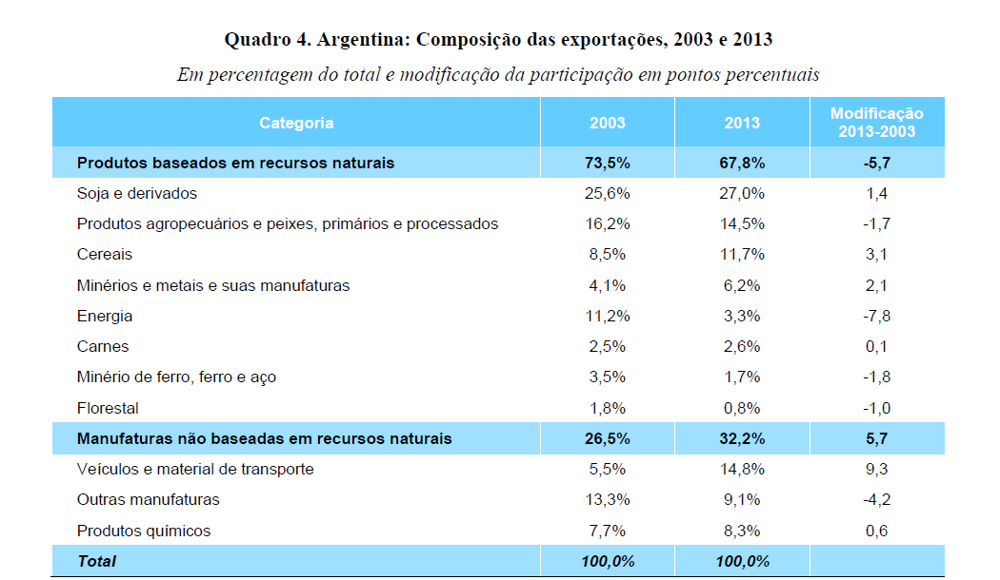 Quadro 4. Argentina: Composição das exportações, 2003 e 2013
Em percentagem do total e modificação da participação em pontos percentuais
Categoria 2003 2013 Modificação 2013-2003
Produtos baseados em recursos naturais 73,5% 67,8% -5,7
Soja e derivados 25,6% 27,0% 1,4
Produtos agropecuários e peixes, primários e processados 16,2% 14,5% -1,7
Cereais 8,5% 11,7% 3,1
Minérios e metais e suas manufaturas 4,1% 6,2% 2,1
Energia 11,2% 3,3% -7,8
Carnes 2,5% 2,6% 0,1
Minério de ferro, ferro e aço 3,5% 1,7% -1,8
Florestal 1,8% 0,8% -1,0
Manufaturas não baseadas em recursos naturais 26,5% 32,2% 5,7
Veículos e material de transporte 5,5% 14,8% 9,3
Outras manufaturas 13,3% 9,1% -4,2
Produtos químicos 7,7% 8,3% 0,6
Total 100,0% 100,0%